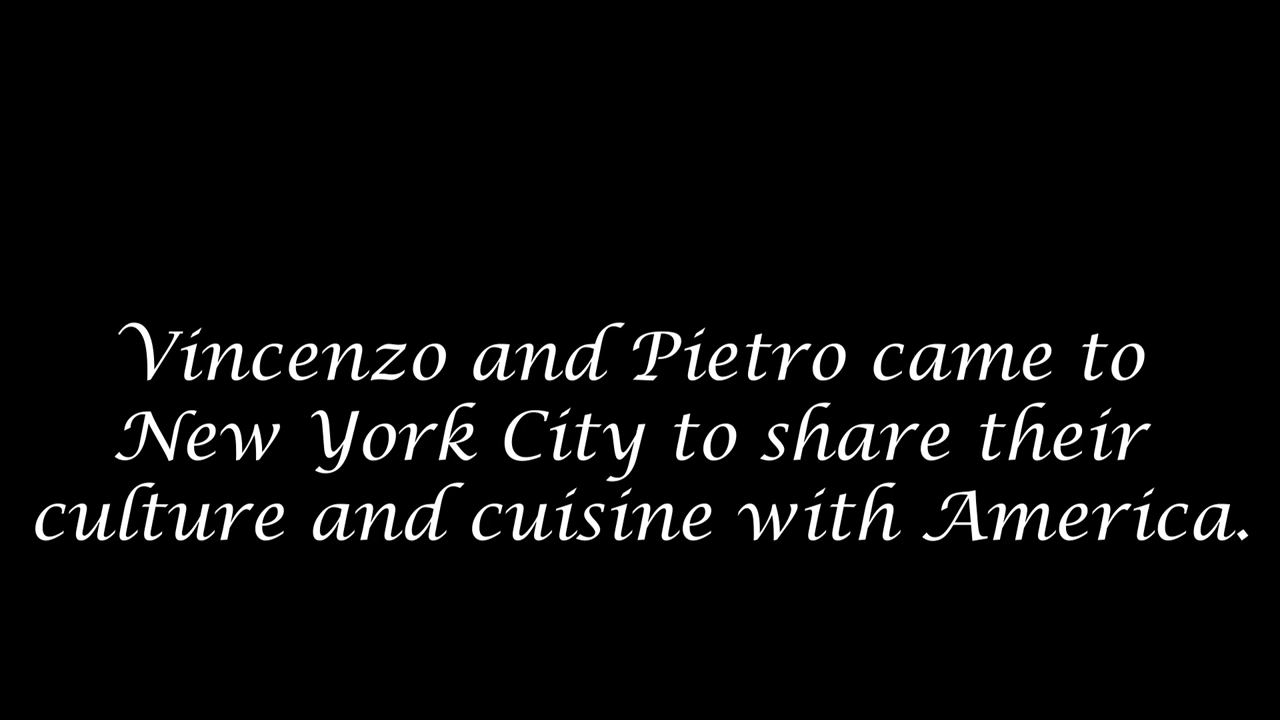 Vincenzo and Pietro came to
New York City to share their
culture and cuisine with America.